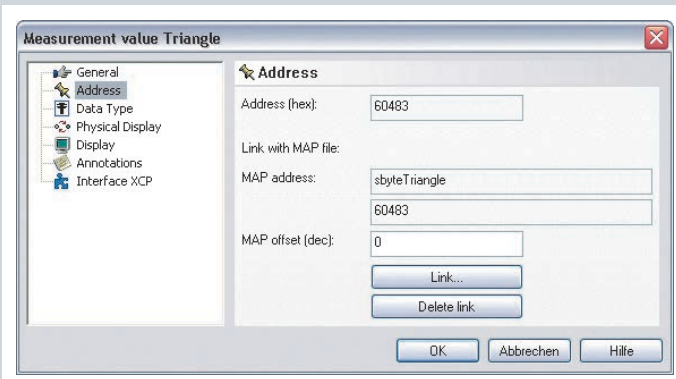 Measurement value Triangle
General
Address
Data Type
Physical Display
Display
Annotations
Interface XCP
Address
Address (hex): 60483
Link with MAP file:
MAP address: sbyteTriangle
60483
MAP offset (dec): 0
Link...
Delete link
OK Abbrechen Hilfe